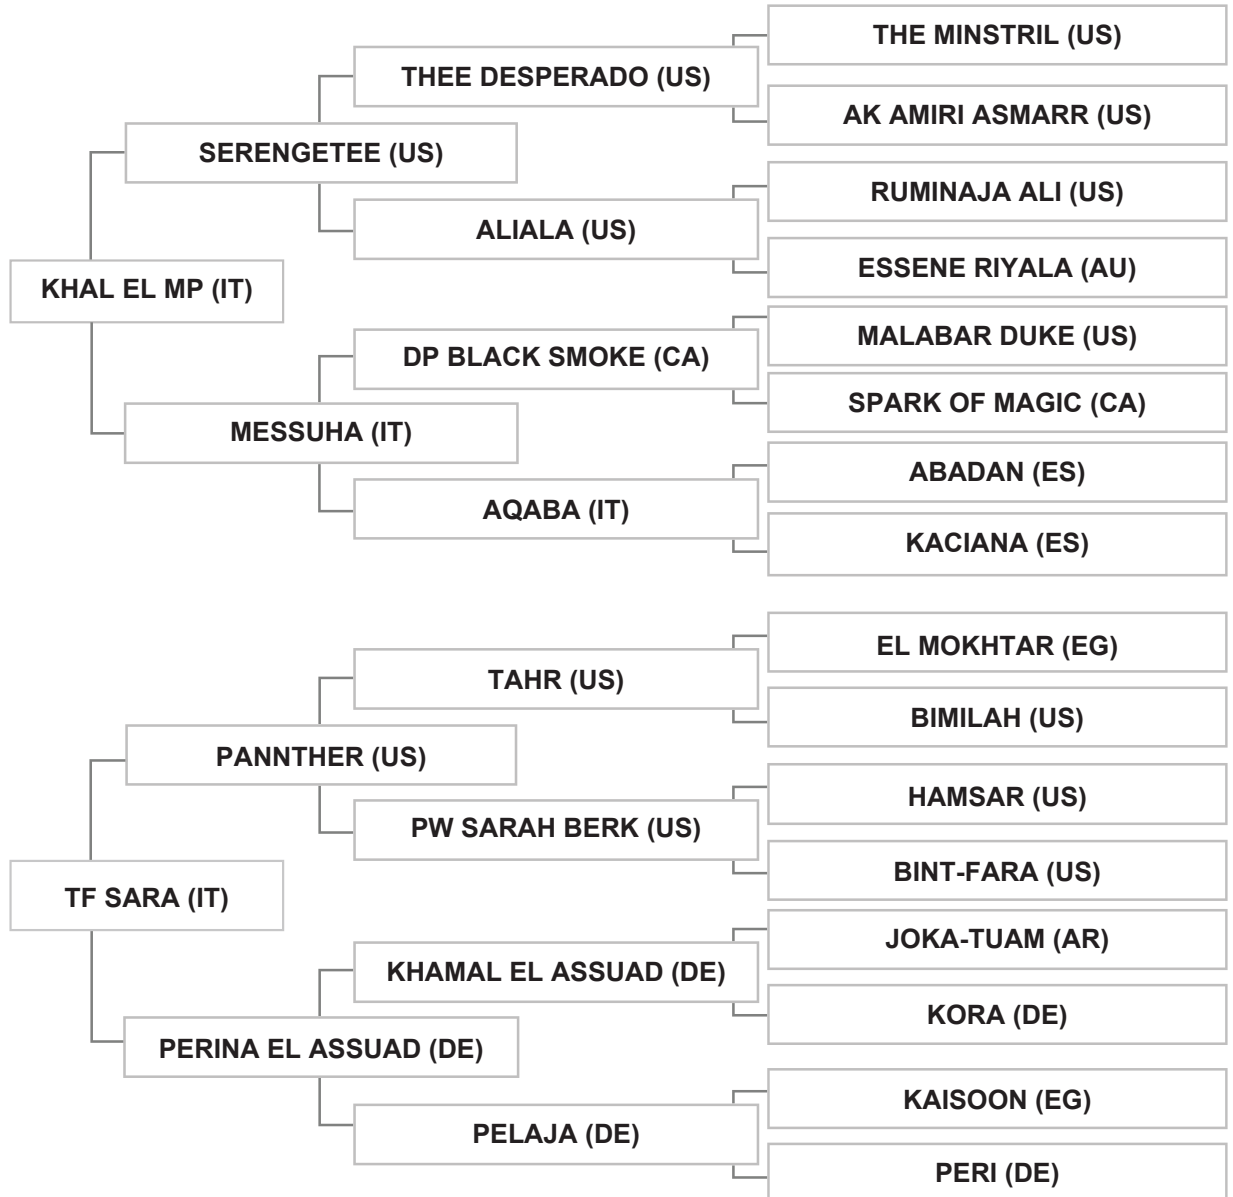 THE MINSTRIL (US)
THEE DESPERADO (US)
AK AMIRI ASMARR (US)
SERENGETEE (US)
RUMINAJA ALI (US)
ALIALA (US)
ESSENE RIYALA (AU)
KHAL EL MP (IT)
MALABAR DUKE (US)
DP BLACK SMOKE (CA)
SPARK OF MAGIC (CA)
MESSUHA (IT)
ABADAN (ES)
AQABA (IT)
KACIANA (ES)
EL MOKHTAR (EG)
TAHR (US)
BIMILAH (US)
PANNTHER (US)
HAMSAR (US)
PW SARAH BERK (US)
BINT-FARA (US)
TF SARA (IT)
JOKA-TUAM (AR)
KHAMAL EL ASSUAD (DE)
KORA (DE)
PERINA EL ASSUAD (DE)
KAISOON (EG)
PELAJA (DE)
PERI (DE)